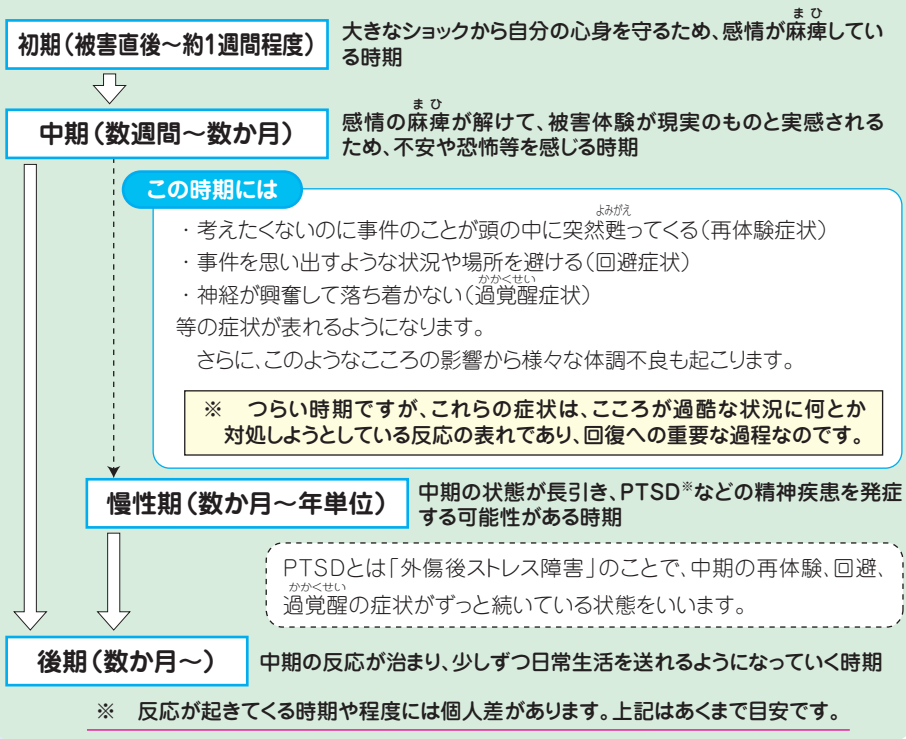 初期(被害直後～約1週間程度)
大きなショックから自分の心身を守るため、感情が麻痺してい
まひ
る時期
中期(数週間～数か月)
まひ
感情の麻痺が解けて、被害体験が現実のものと実感される
ため、不安や恐怖等を感じる時期
この時期には
よみがえ
・考えたくないのに事件のことが頭の中に突然甦ってくる(再体験症状)
・事件を思い出すような状況や場所を避ける(回避症状)
かかくせい
・神経が興奮して落ち着かない(過覚醒症状)
等の症状が表れるようになります。
さらに、このようなこころの影響から様々な体調不良も起こります。
※ つらい時期ですが、これらの症状は、こころが過酷な状況に何とか
対処しようとしている反応の表れであり、回復への重要な過程なのです。
慢性期(数か月～年単位)
中期の状態が長引き、PTSD※などの精神疾患を発症
する可能性がある時期
PTSDとは「外傷後ストレス障害」のことで、中期の再体験、回避、
かかくせい
過覚醒の症状がずっと続いている状態をいいます。
後期(数か月～)
中期の反応が治まり、少しずつ日常生活を送れるようになっていく時期
※ 反応が起きてくる時期や程度には個人差があります。上記はあくまで目安です。